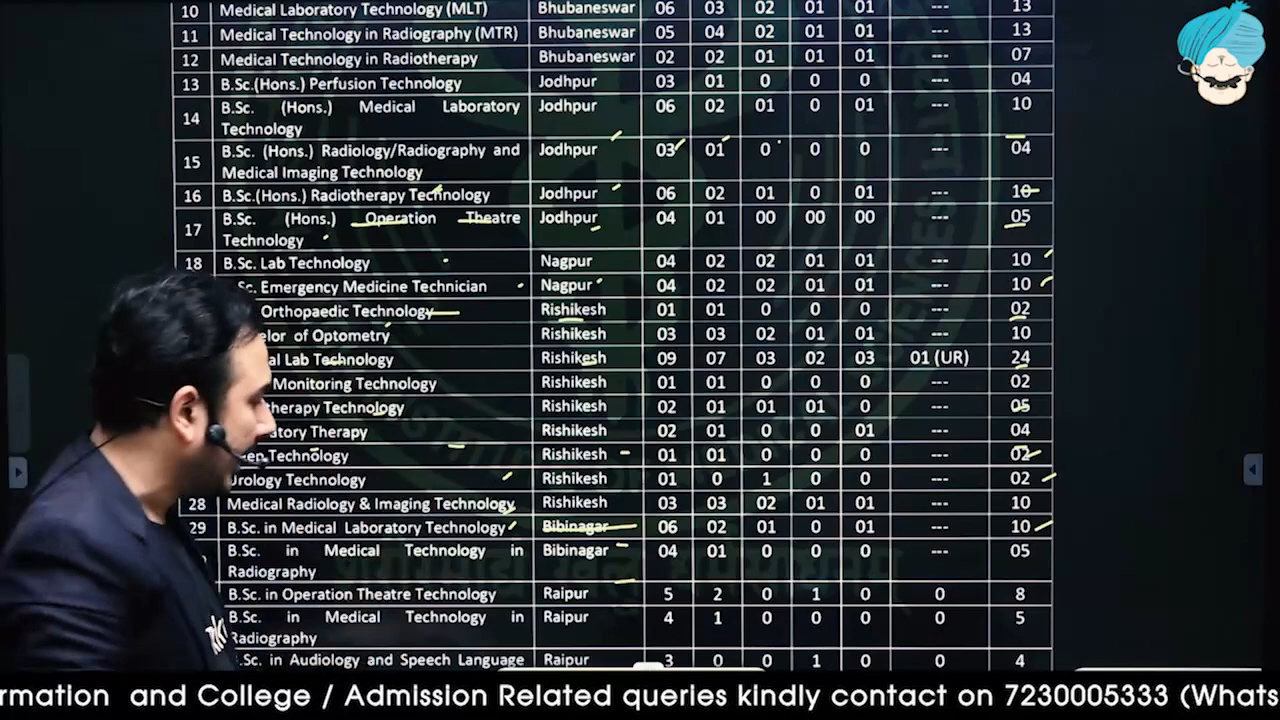 10 Medical Laboratory Technology (MLT) Bhubaneswar 06 03 02 01 01 --- 13
11 Medical Technology in Radiography (MTR) Bhubaneswar 05 04 02 01 01 --- 13
12 Medical Technology in Radiotherapy Bhubaneswar 02 02 01 01 01 --- 07
13 B.Sc.(Hons.) Perfusion Technology Jodhpur 03 01 0 0 0 --- 04
14 B.Sc. (Hons.) Medical Laboratory Jodhpur 06 02 01 0 01 --- 10
Technology
15 B.Sc. (Hons.) Radiology/Radiography and Jodhpur 03 01 0 0 0 --- 04
Medical Imaging Technology
16 B.Sc.(Hons.) Radiotherapy Technology Jodhpur 06 02 01 0 01 --- 10
17 B.Sc. (Hons.) Operation Theatre Jodhpur 04 01 00 00 00 --- 05
Technology
18 B.Sc. Lab Technology Nagpur 04 02 02 01 01 --- 10
Sc. Emergency Medicine Technician Nagpur 04 02 02 01 01 --- 10
Orthopaedic Technology Rishikesh 01 01 0 0 0 --- 02
elor of Optometry Rishikesh 03 03 02 01 01 --- 10
al Lab Technology Rishikesh 09 07 03 02 03 01 (UR) 24
Monitoring Technology Rishikesh 01 01 0 0 0 --- 02
therapy Technology Rishikesh 02 01 01 01 0 --- 05
atory Therapy Rishikesh 02 01 0 0 01 --- 04
eep Technology Rishikesh 01 01 0 0 0 --- 02
Urology Technology Rishikesh 01 0 1 0 0 --- 02
28 Medical Radiology & Imaging Technology Rishikesh 03 03 02 01 01 --- 10
29 B.Sc. in Medical Laboratory Technology Bibinagar 06 02 01 0 01 --- 10
B.Sc. in Medical Technology in Bibinagar 04 01 0 0 0 --- 05
Radiography
B.Sc. in Operation Theatre Technology Raipur 5 2 0 1 0 0 8
B.Sc. in Medical Technology in Raipur 4 1 0 0 0 0 5
Radiography
.Sc. in Audiology and Speech Language Raipur 3 0 0 1 0 0 4
ormation and College / Admission Related queries kindly contact on 7230005333 (Whats